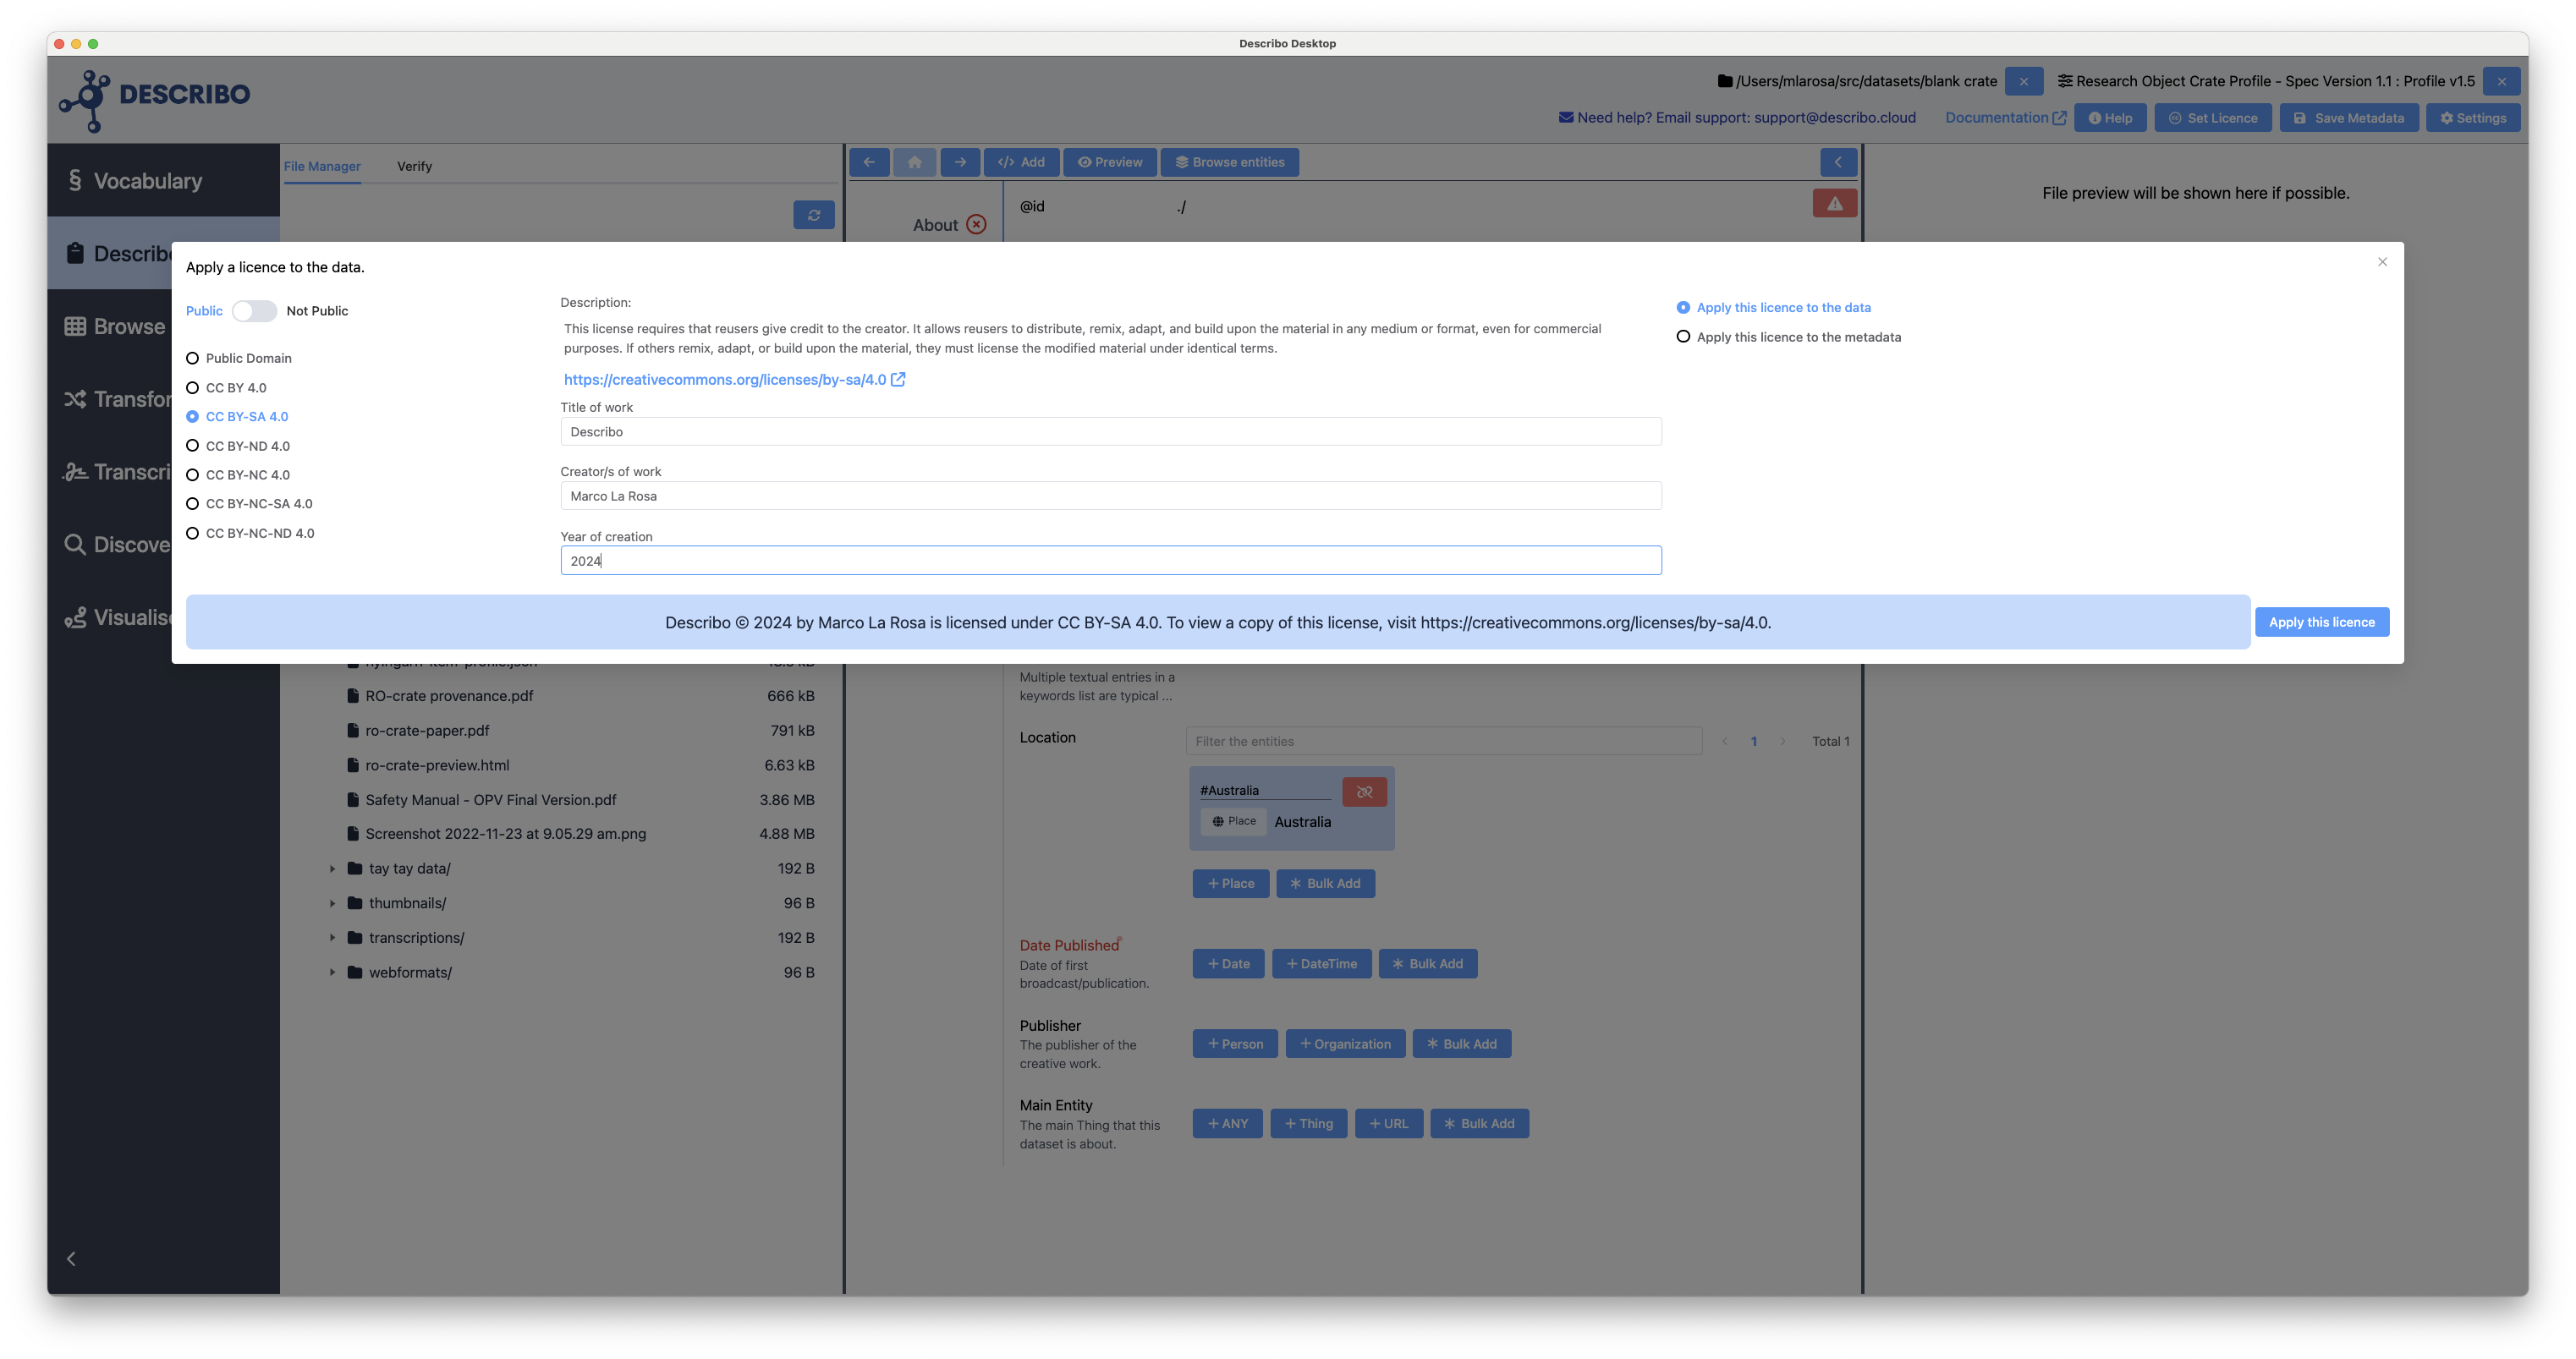 Describo Desktop
DESCRIBO
/Users/mlarosa/src/datasets/blank crate
Research Object Crate Profile - Spec Version 1.1 : Profile v1.5
Need help? Email support: support@describo.cloud
Documentation
Help
Set Licence
Save Metadata
Settings
Vocabulary
Describ
Browse
Transfor
Transcri
Discove
Visualis
File Manager
Verify
Add
Preview
Browse entities
@id
./
About
File preview will be shown here if possible.
Apply a licence to the data.
Public
Not Public
Public Domain
CC BY 4.0
CC BY-SA 4.0
CC BY-ND 4.0
CC BY-NC 4.0
CC BY-NC-SA 4.0
CC BY-NC-ND 4.0
Description:
This license requires that reusers give credit to the creator. It allows reusers to distribute, remix, adapt, and build upon the material in any medium or format, even for commercial
purposes. If others remix, adapt, or build upon the material, they must license the modified material under identical terms.
https://creativecommons.org/licenses/by-sa/4.0
Title of work
Describo
Creator/s of work
Marco La Rosa
Year of creation
2024
Apply this licence to the data
Apply this licence to the metadata
Describo © 2024 by Marco La Rosa is licensed under CC BY-SA 4.0. To view a copy of this license, visit https://creativecommons.org/licenses/by-sa/4.0.
Apply this licence
RO-crate provenance.pdf 666 kB
ro-crate-paper.pdf 791 kB
ro-crate-preview.html 6.63 kB
Safety Manual - OPV Final Version.pdf 3.86 MB
Screenshot 2022-11-23 at 9.05.29 am.png 4.88 MB
tay tay data/ 192 B
thumbnails/ 96 B
transcriptions/ 192 B
webformats/ 96 B
Multiple textual entries in a
keywords list are typical ...
Location
Filter the entities
1
Total 1
#Australia
Place
Australia
+ Place
Bulk Add
Date Published*
Date of first
broadcast/publication.
+ Date
+ DateTime
Bulk Add
Publisher
The publisher of the
creative work.
+ Person
+ Organization
Bulk Add
Main Entity
The main Thing that this
dataset is about.
+ ANY
+ Thing
+ URL
Bulk Add